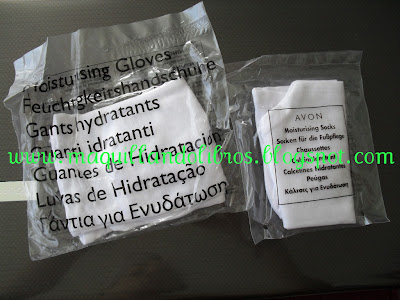 Moisturising Gloves
Feuchtigkeitshandschuhe
Gants hydratants
Guanti idratanti
Guantes de Hidratación
Luvas de Hidratação
Γάντια για Ενυδάτωση
www.maquillandolibros.blogspot.com
AVON
Moisturising Socks
Socken für die Fußpflege
Chaussettes
Calcetines hidratantes
Peúgas
Κάλτσες για Ενυδάτωση